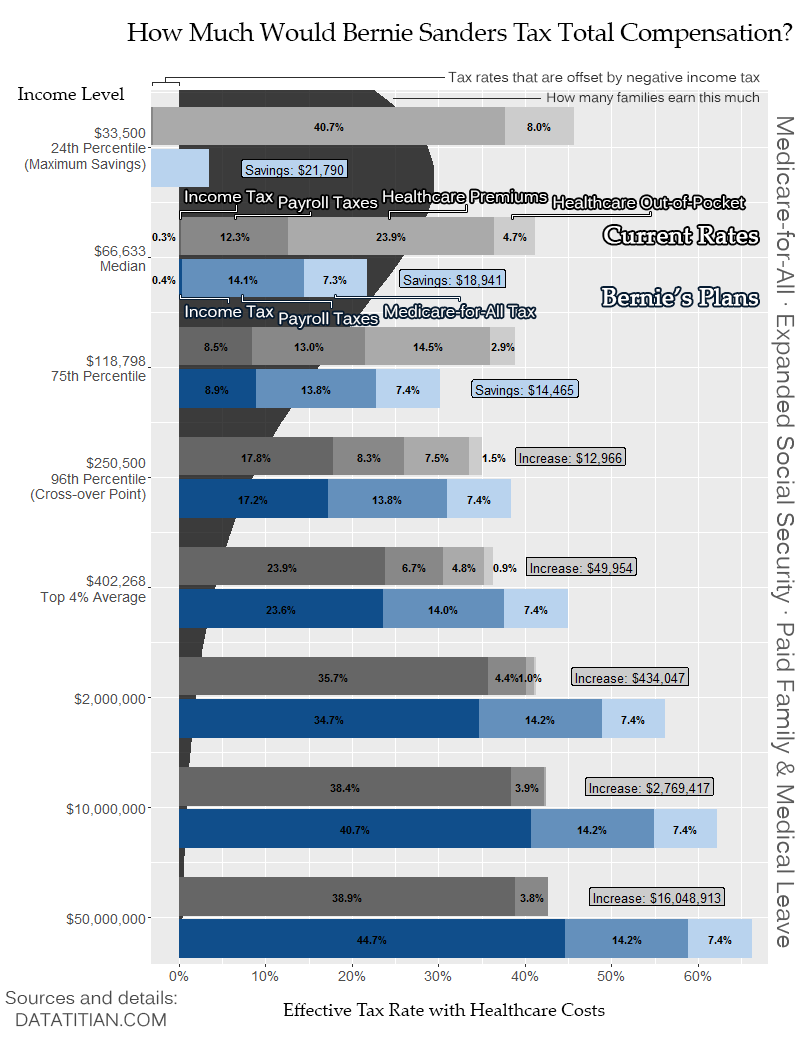 How Much Would Bernie Sanders Tax Total Compensation?
Tax rates that are offset by negative income tax
Income Level
How many families earn this much
$33,500
24th Percentile
(Maximum Savings)
40.7%
8.0%
Savings: $21,790
Income Tax
Payroll Taxes
Healthcare Premiums
Healthcare Out-of-Pocket
$66,633
Median
0.3%
12.3%
23.9%
4.7%
Current Rates
0.4%
14.1%
7.3%
Savings: $18,941
Bernie's Plans
Income Tax
Payroll Taxes
Medicare-for-All Tax
$118,798
75th Percentile
8.5%
13.0%
14.5%
2.9%
8.9%
13.8%
7.4%
Savings: $14,465
$250,500
96th Percentile
(Cross-over Point)
17.8%
8.3%
7.5%
1.5%
Increase: $12,966
17.2%
13.8%
7.4%
$402,268
Top 4% Average
23.9%
6.7%
4.8%
0.9%
Increase: $49,954
23.6%
14.0%
7.4%
$2,000,000
35.7%
4.4%
1.0%
Increase: $434,047
34.7%
14.2%
7.4%
$10,000,000
38.4%
3.9%
Increase: $2,769,417
40.7%
14.2%
7.4%
$50,000,000
38.9%
3.8%
Increase: $16,048,913
44.7%
14.2%
7.4%
0%
10%
20%
30%
40%
50%
60%
Effective Tax Rate with Healthcare Costs
Medicare-for-All · Expanded Social Security · Paid Family & Medical Leave
Sources and details:
DATATITIAN.COM